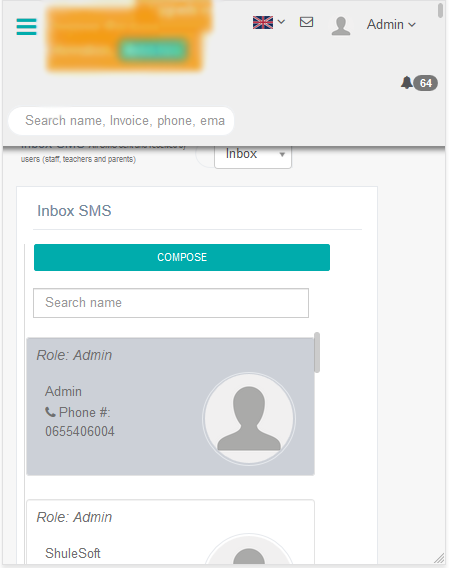 Admin
64
Search name, Invoice, phone, ema
users (staff, teachers and parents)
Inbox
Inbox SMS
COMPOSE
Search name
Role: Admin
Admin
Phone #:
0655406004
Role: Admin
ShuleSoft